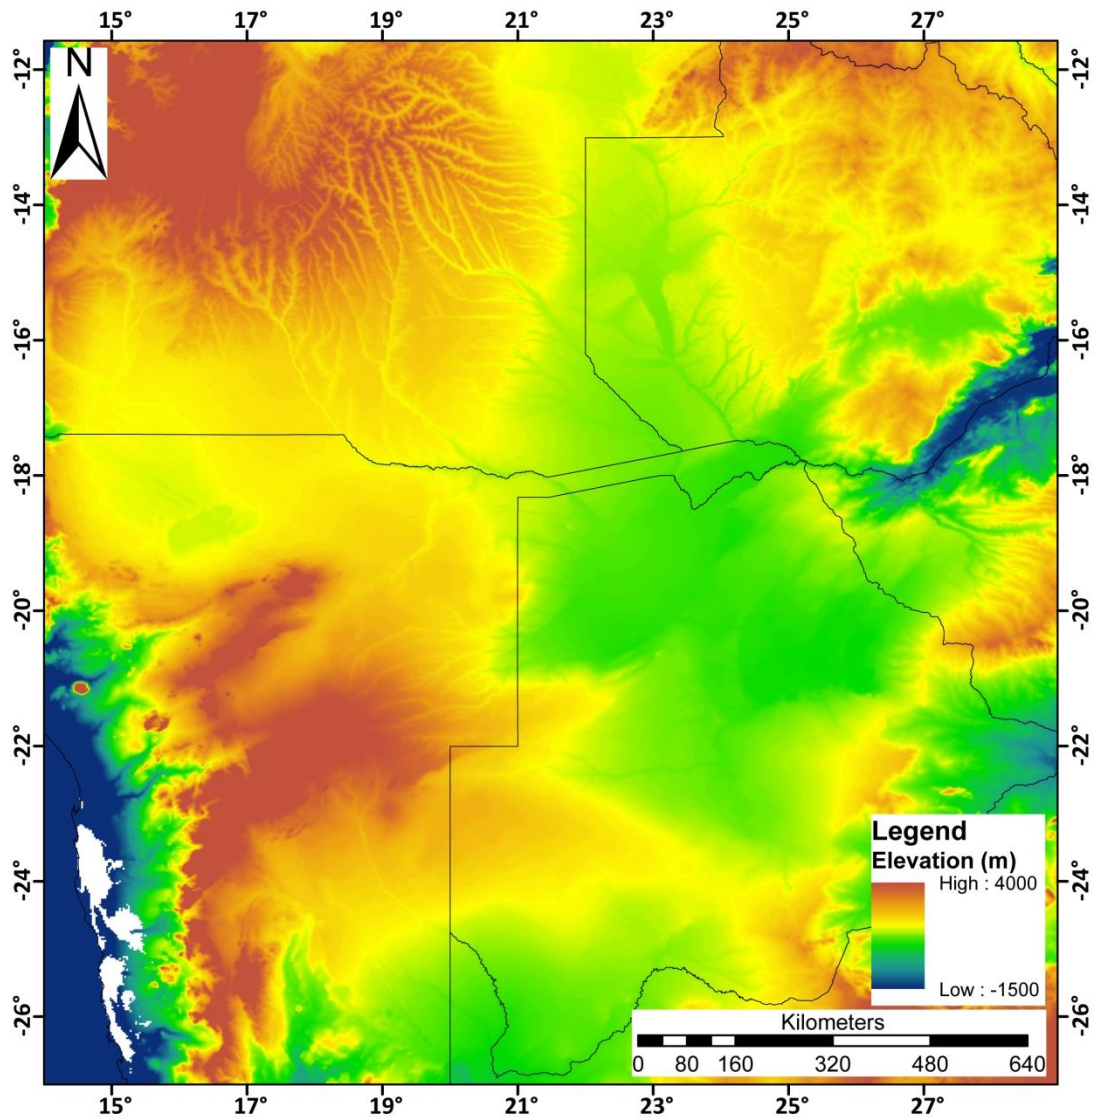 15° 17° 19° 21° 23° 25° 27°
N
-12° -12°
-14° -14°
-16° -16°
-18° -18°
-20° -20°
-22° -22°
Legend
Elevation (m)
High : 4000
-24° -24°
Low : -1500
-26° -26°
Kilometers
0 80 160 320 480 640
15° 17° 19° 21° 23° 25° 27°